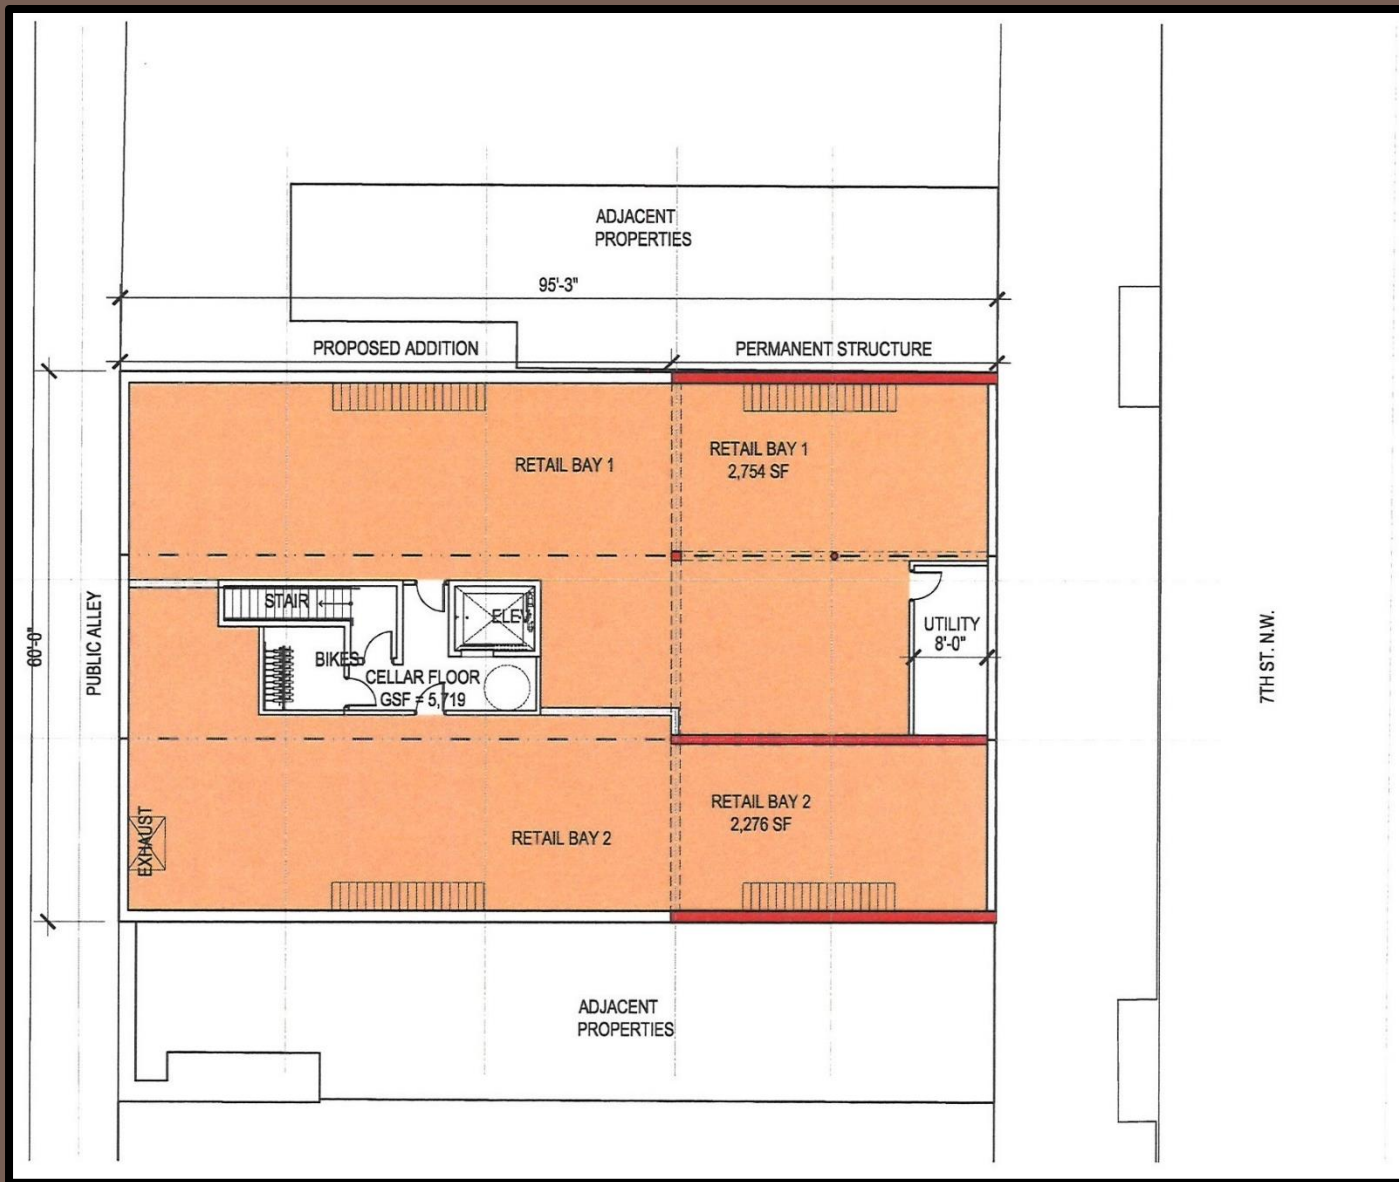 ADJACENT
PROPERTIES
95'-3"
PROPOSED ADDITION
PERMANENT STRUCTURE
RETAIL BAY 1
RETAIL BAY 1
2,754 SF
STAIR
ELEV.
BIKES
CELLAR FLOOR
GSF = 5,719
UTILITY
8'-0"
60'-0"
PUBLIC ALLEY
7TH ST. N.W.
EXHAUST
RETAIL BAY 2
RETAIL BAY 2
2,276 SF
ADJACENT
PROPERTIES